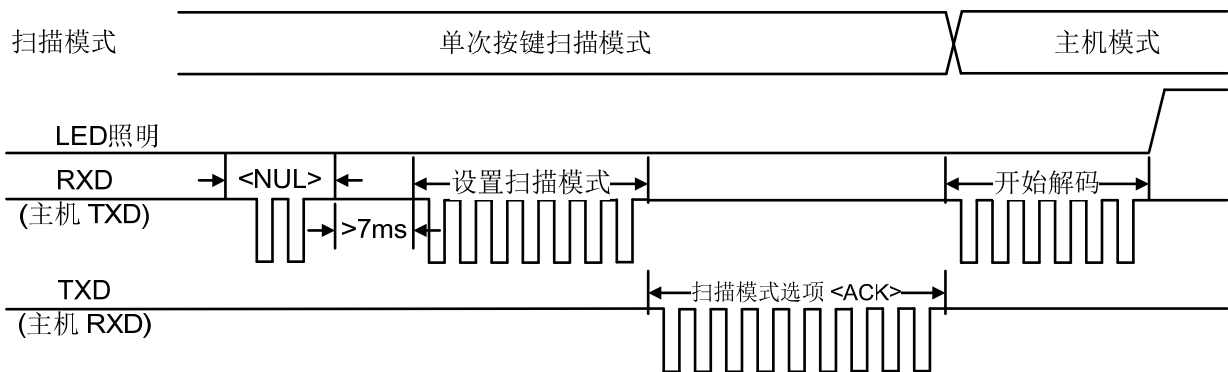 扫描模式
单次按键扫描模式
主机模式
LED照明
RXD
(主机 TXD)
<NUL>
>7ms
设置扫描模式
开始解码
TXD
(主机 RXD)
扫描模式选项 <ACK>